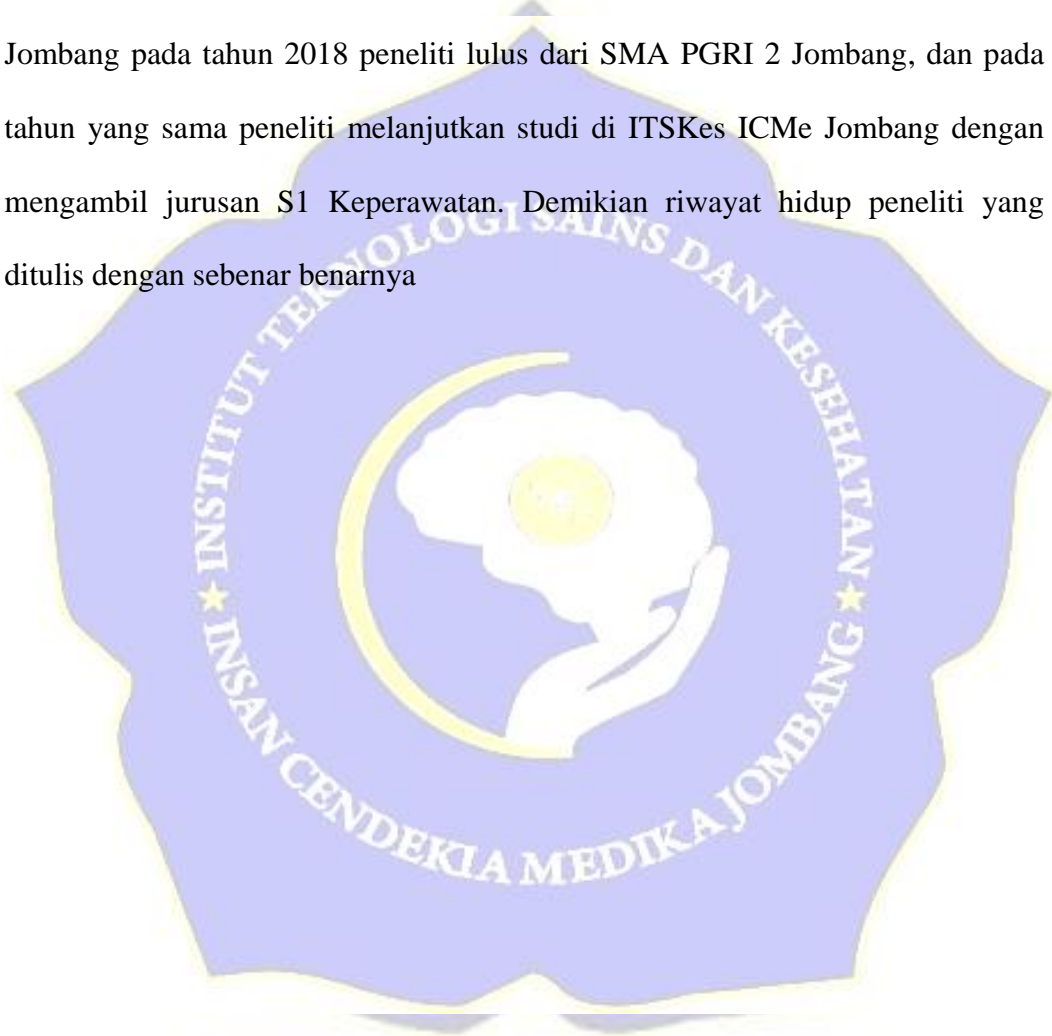 Jombang pada tahun 2018 peneliti lulus dari SMA PGRI 2 Jombang, dan pada
tahun yang sama peneliti melanjutkan studi di ITSKes ICMe Jombang dengan
mengambil jurusan S1 Keperawatan. Demikian riwayat hidup peneliti yang
ditulis dengan sebenar benarnya
INSTITUT TEKNOLOGI SAINS DAN KESEHATAN
INSAN CENDEKIA MEDIKA JOMBANG